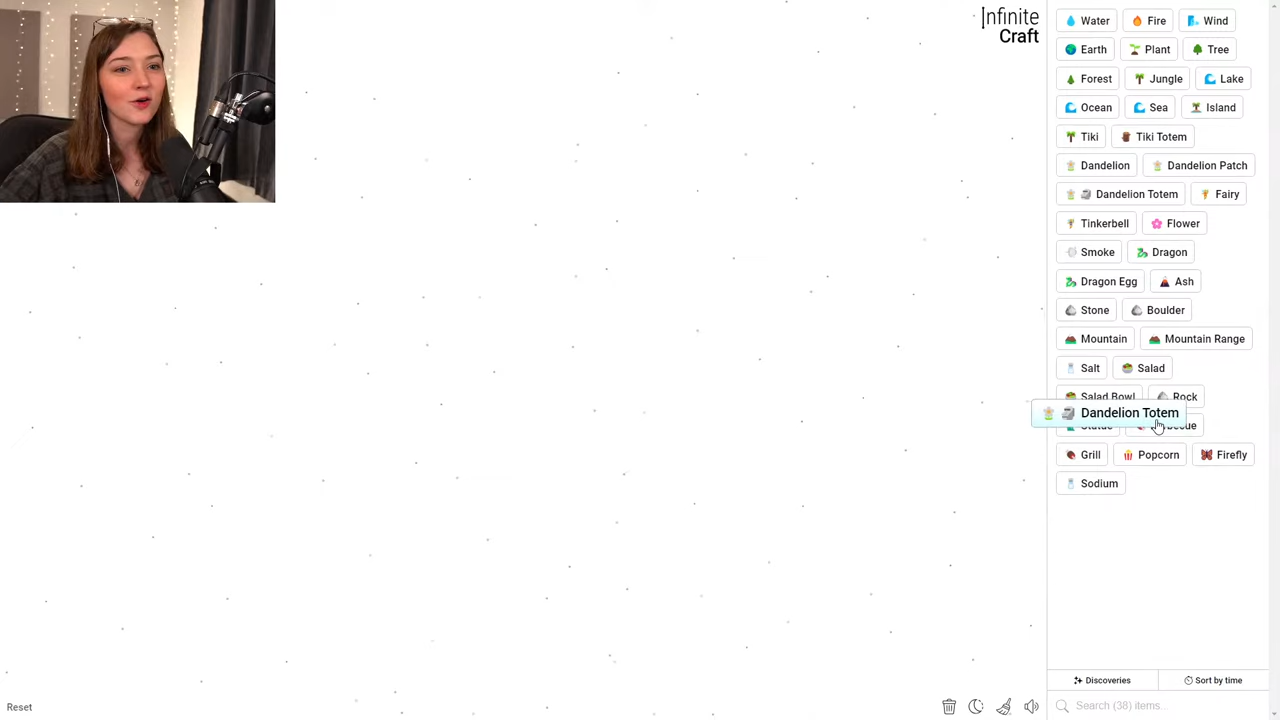 Infinite
Craft
Water
Fire
Wind
Earth
Plant
Tree
Forest
Jungle
Lake
Ocean
Sea
Island
Tiki
Tiki Totem
Dandelion
Dandelion Patch
Dandelion Totem
Fairy
Tinkerbell
Flower
Smoke
Dragon
Dragon Egg
Ash
Stone
Boulder
Mountain
Mountain Range
Salt
Salad
Salad Bowl
Rock
Dandelion Totem
Statue
Grill
Popcorn
Firefly
Sodium
Discoveries
Sort by time
Search (38) items...
Reset